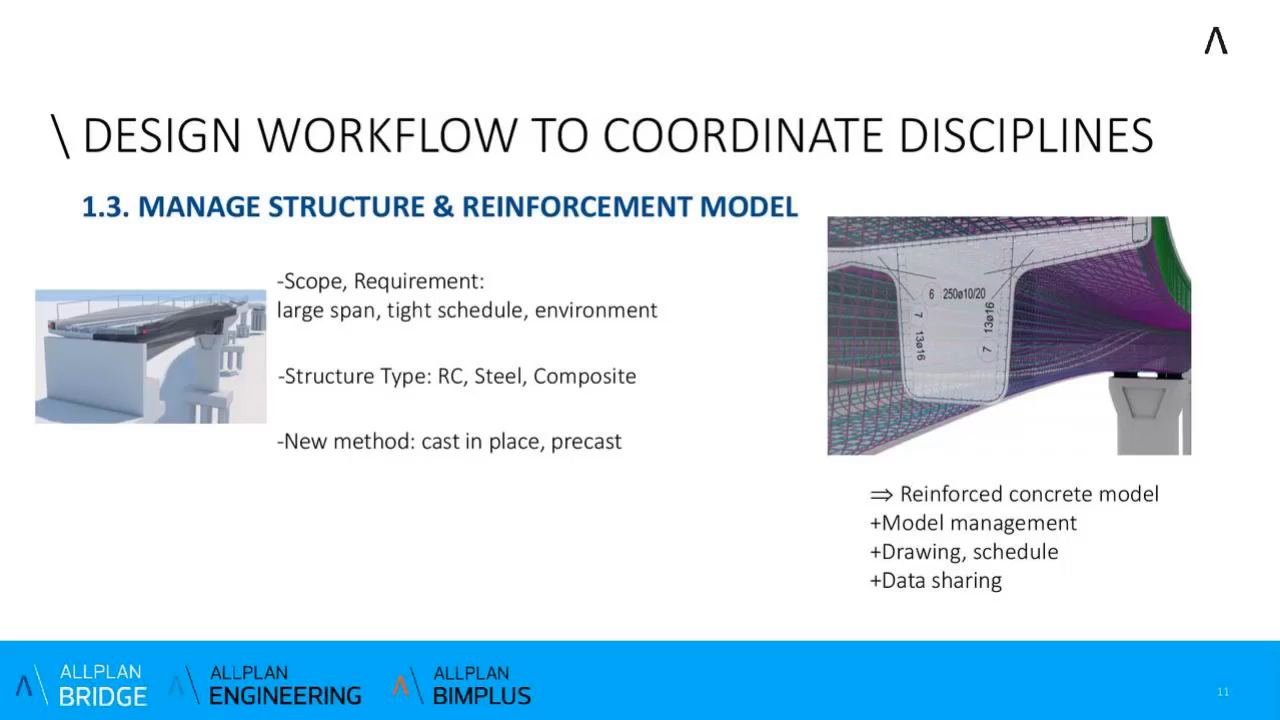 \ DESIGN WORKFLOW TO COORDINATE DISCIPLINES
1.3. MANAGE STRUCTURE & REINFORCEMENT MODEL
-Scope, Requirement:
large span, tight schedule, environment
-Structure Type: RC, Steel, Composite
-New method: cast in place, precast
6 250ø10/20
7 13ø16
7 13ø16
⇒ Reinforced concrete model
+Model management
+Drawing, schedule
+Data sharing
ALLPLAN
BRIDGE
ALLPLAN
ENGINEERING
ALLPLAN
BIMPLUS
11